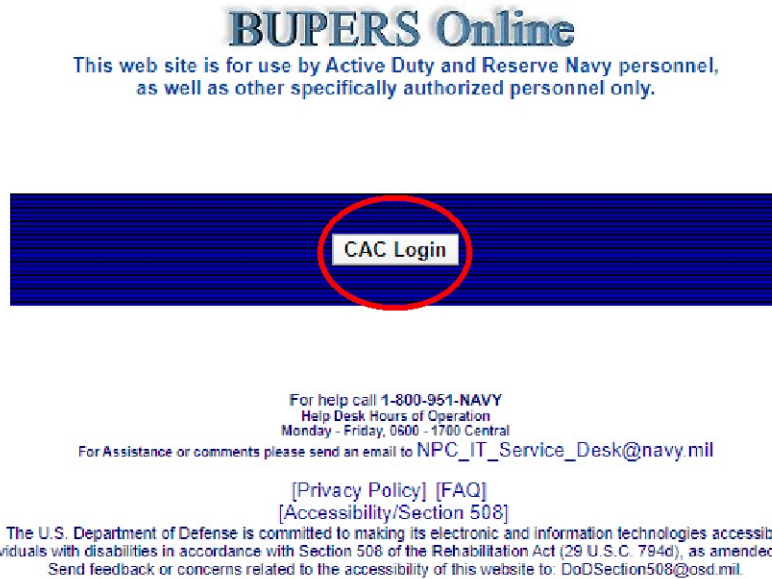 BUPERS Online
This web site is for use by Active Duty and Reserve Navy personnel,
as well as other specifically authorized personnel only.
CAC Login
For help call 1-800-951-NAVY
Help Desk Hours of Operation
Monday - Friday, 0600 - 1700 Central
For Assistance or comments please send an email to NPC_IT_Service_Desk@navy.mil
[Privacy Policy] [FAQ]
[Accessibility/Section 508]
The U.S. Department of Defense is committed to making its electronic and information technologies accessib
viduals with disabilities in accordance with Section 508 of the Rehabilitation Act (29 U.S.C. 794d), as amended
Send feedback or concerns related to the accessibility of this website to: DoDSection508@osd.mil.